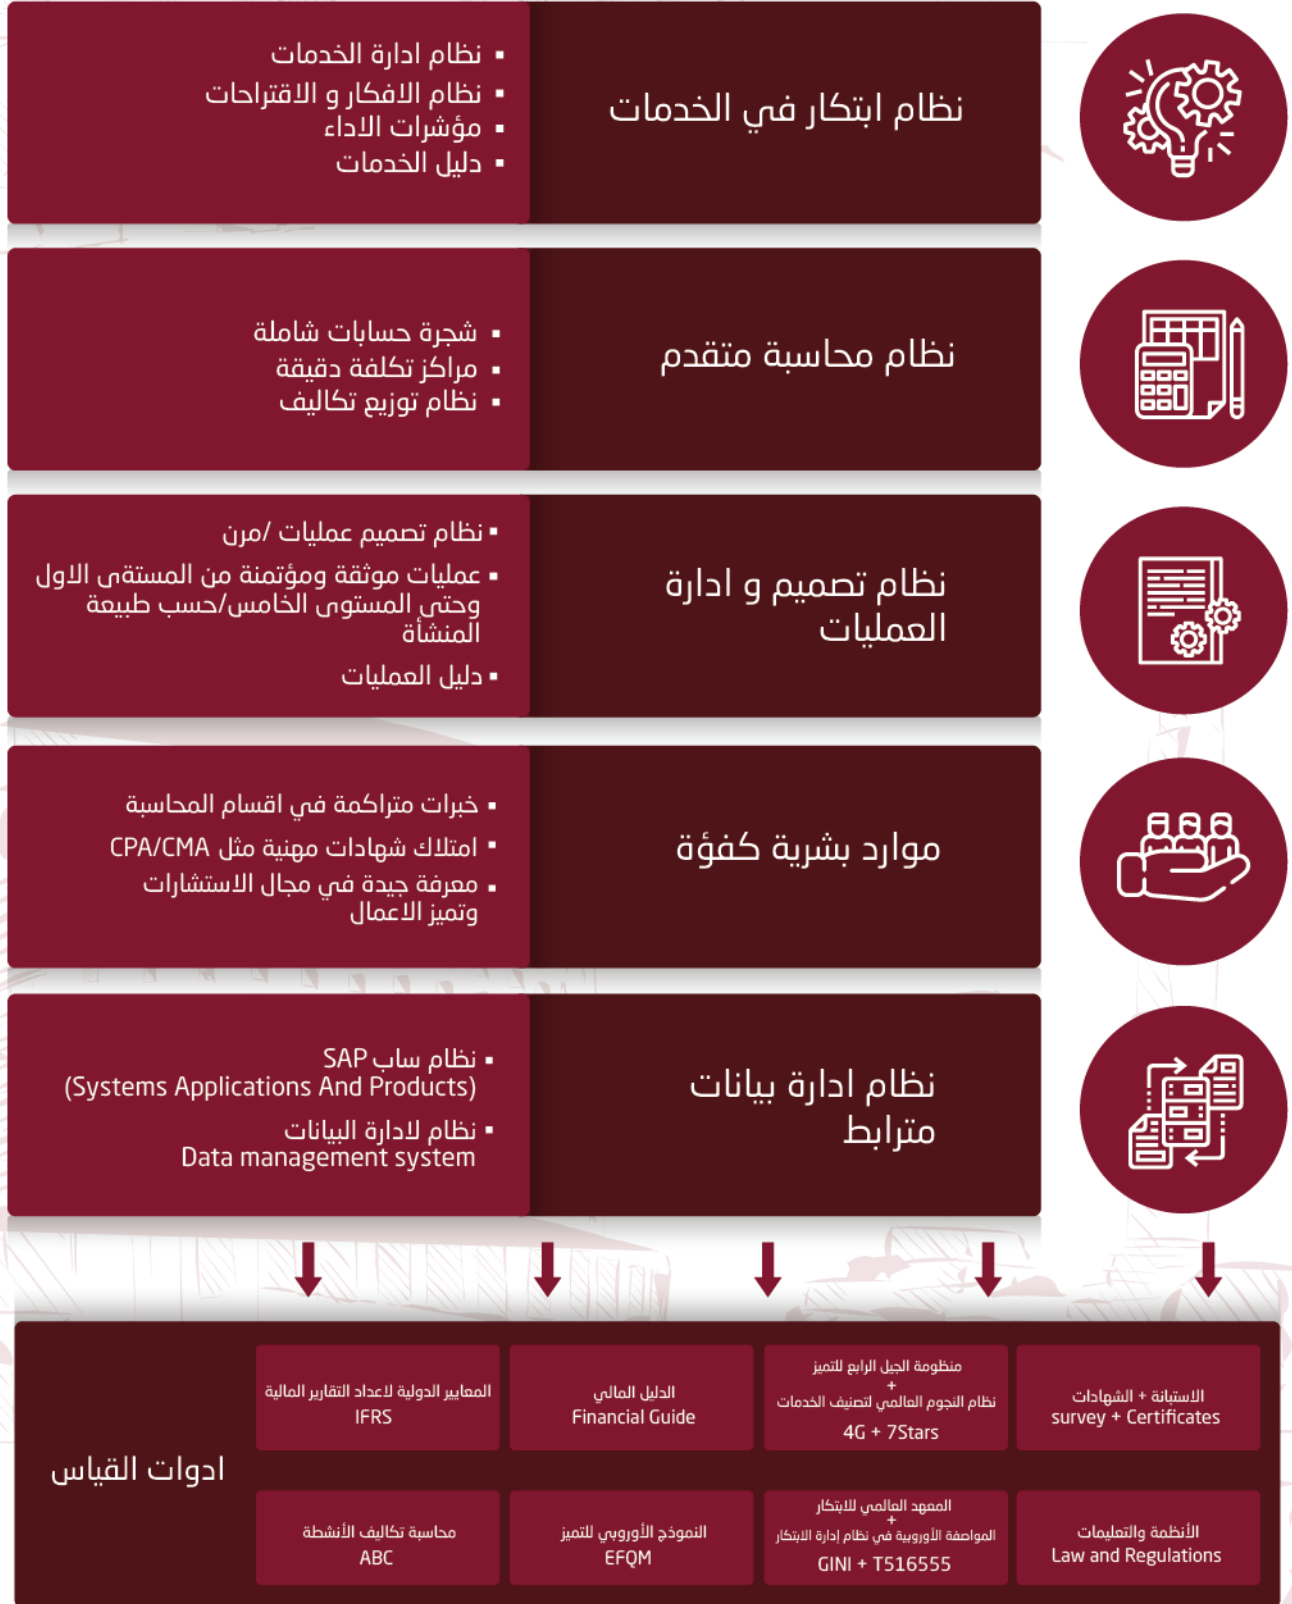 نظام ابتكار في الخدمات
▪ نظام ادارة الخدمات
▪ نظام الافكار و الاقتراحات
▪ مؤشرات الاداء
▪ دليل الخدمات
نظام محاسبة متقدم
▪ شجرة حسابات شاملة
▪ مراكز تكلفة دقيقة
▪ نظام توزيع تكاليف
نظام تصميم و ادارة
العمليات
▪ نظام تصميم عمليات /مرن
▪ عمليات موثقة ومؤتمنة من المستةى الاول
وحتى المستوى الخامس/حسب طبيعة
المنشأة
▪ دليل العمليات
موارد بشرية كفؤة
▪ خبرات متراكمة في اقسام المحاسبة
▪ امتلاك شهادات مهنية مثل CPA/CMA
▪ معرفة جيدة في مجال الاستشارات
وتميز الاعمال
نظام ادارة بيانات
مترابط
▪ نظام ساب SAP
(Systems Applications And Products)
▪ نظام لادارة البيانات
Data management system
ادوات القياس
الاستبانة + الشهادات
survey + Certificates
منظومة الجيل الرابع للتميز
+
نظام النجوم العالمي لتصنيف الخدمات
4G + 7Stars
الدليل المالي
Financial Guide
المعايير الدولية لاعداد التقارير المالية
IFRS
الأنظمة والتعليمات
Law and Regulations
المعهد العالمي للابتكار
+
المواصفة الأوروبية في نظام إدارة الابتكار
GINI + T516555
النموذج الأوروبي للتميز
EFQM
محاسبة تكاليف الأنشطة
ABC